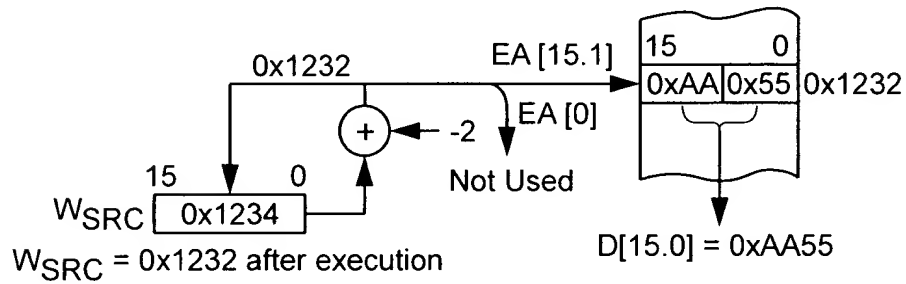 15 0
0x1232 EA [15.1] 0xAA 0x55 0x1232
EA [0]
+ -2
15 0 Not Used
WSRC 0x1234
D[15.0] = 0xAA55
WSRC = 0x1232 after execution